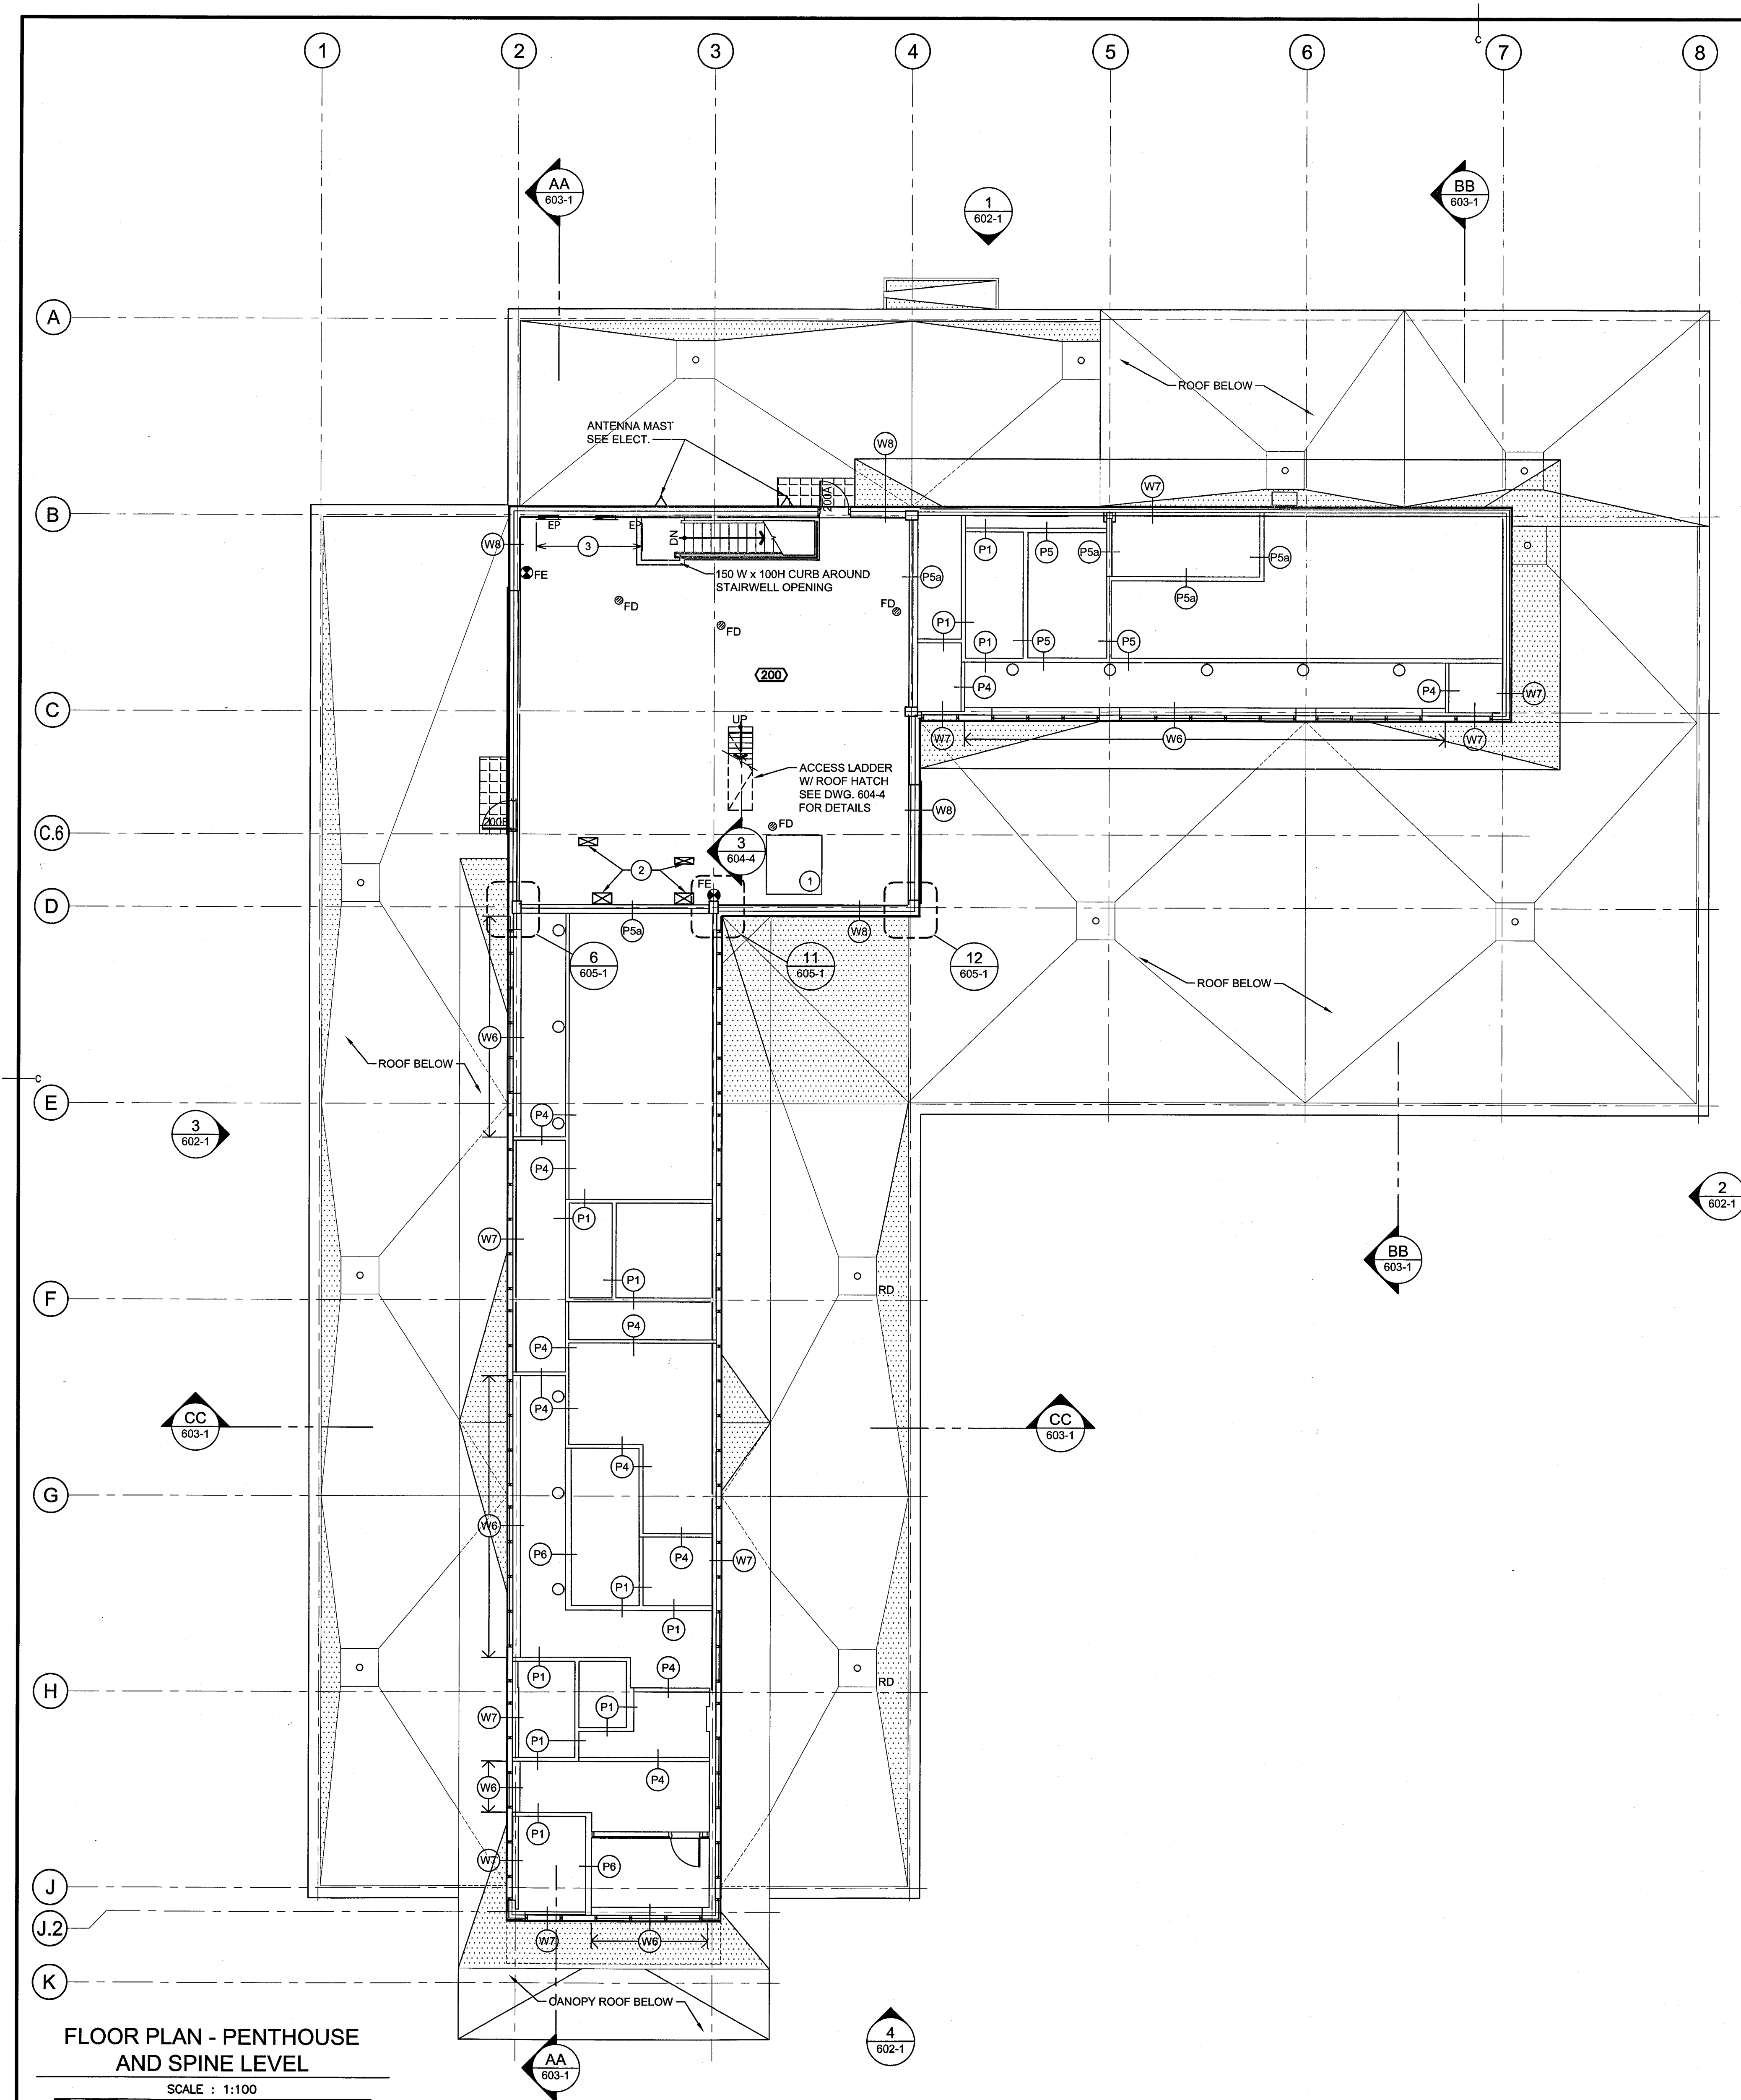 1 2 3 4 5 6 7 8
C
AA
603-1
1
602-1
BB
603-1
A
ROOF BELOW
ANTENNA MAST
SEE ELECT.
W8
W7
200A
B
EP EP
DN
W8 3
P1 P5 P5a P5a
FE
150 W x 100H CURB AROUND
STAIRWELL OPENING
P5a
P5a
FD FD
FD
P1 P1 P5 P5
200
P4 P4 W7
C
UP
W7 W6 W7
ACCESS LADDER
W/ ROOF HATCH
SEE DWG. 604-4
FOR DETAILS
W8
C.6
FD
3
604-4
2
FE
1
D
P5a W8
6
605-1
11
605-1
12
605-1
ROOF BELOW
W6
ROOF BELOW
C
E
P4
3
602-1
P4
2
602-1
P1
W7
BB
603-1
P1
F
RD
P4
P4
P4
CC
603-1
CC
603-1
P4
G
W6
P6 P4 W7
P1
P1
P1 P4
H
RD
P1
W7
P1
P4
W6
P1
W7 P6
J
J.2
W7 W6
K
CANOPY ROOF BELOW
4
602-1
FLOOR PLAN - PENTHOUSE
AND SPINE LEVEL
AA
603-1
SCALE : 1:100